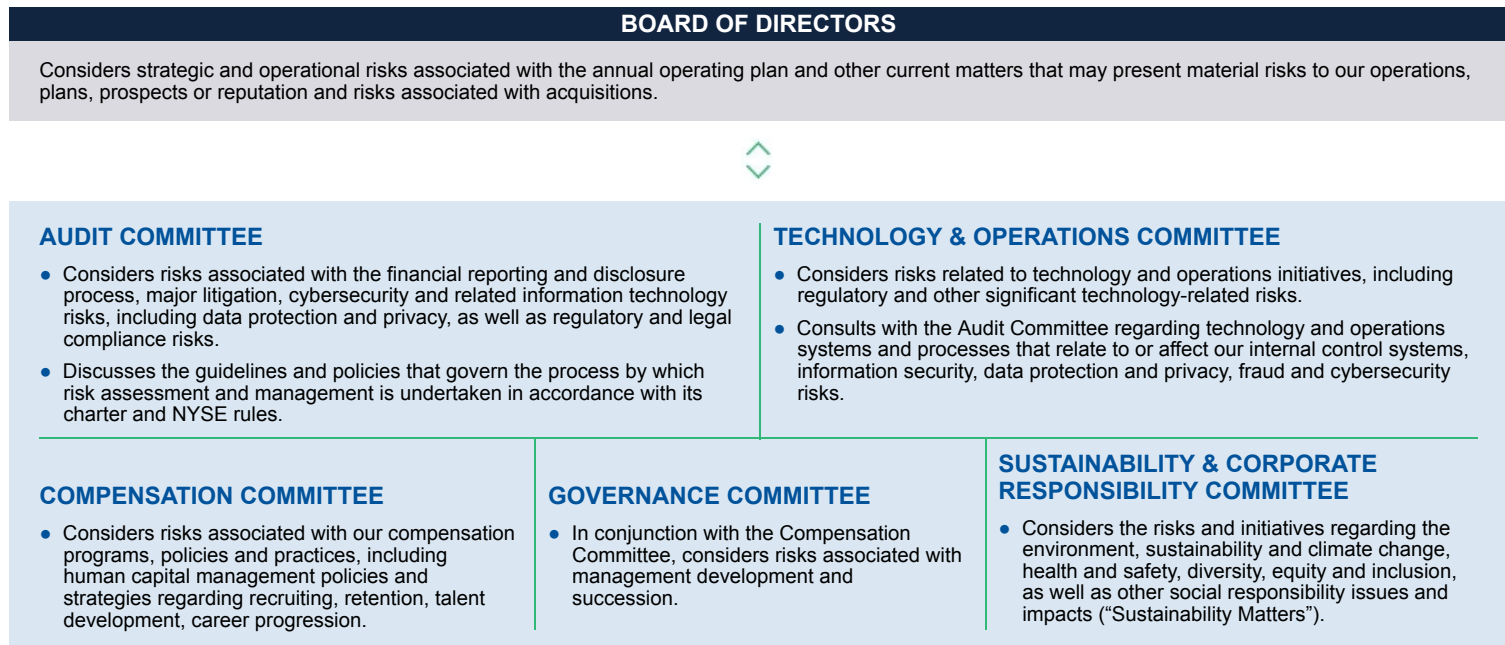 BOARD OF DIRECTORS
Considers strategic and operational risks associated with the annual operating plan and other current matters that may present material risks to our operations,
plans, prospects or reputation and risks associated with acquisitions.
AUDIT COMMITTEE
● Considers risks associated with the financial reporting and disclosure
process, major litigation, cybersecurity and related information technology
risks, including data protection and privacy, as well as regulatory and legal
compliance risks.
● Discusses the guidelines and policies that govern the process by which
risk assessment and management is undertaken in accordance with its
charter and NYSE rules.
TECHNOLOGY & OPERATIONS COMMITTEE
● Considers risks related to technology and operations initiatives, including
regulatory and other significant technology-related risks.
● Consults with the Audit Committee regarding technology and operations
systems and processes that relate to or affect our internal control systems,
information security, data protection and privacy, fraud and cybersecurity
risks.
COMPENSATION COMMITTEE
● Considers risks associated with our compensation
programs, policies and practices, including
human capital management policies and
strategies regarding recruiting, retention, talent
development, career progression.
GOVERNANCE COMMITTEE
● In conjunction with the Compensation
Committee, considers risks associated with
management development and
succession.
SUSTAINABILITY & CORPORATE
RESPONSIBILITY COMMITTEE
● Considers the risks and initiatives regarding the
environment, sustainability and climate change,
health and safety, diversity, equity and inclusion,
as well as other social responsibility issues and
impacts (“Sustainability Matters”).